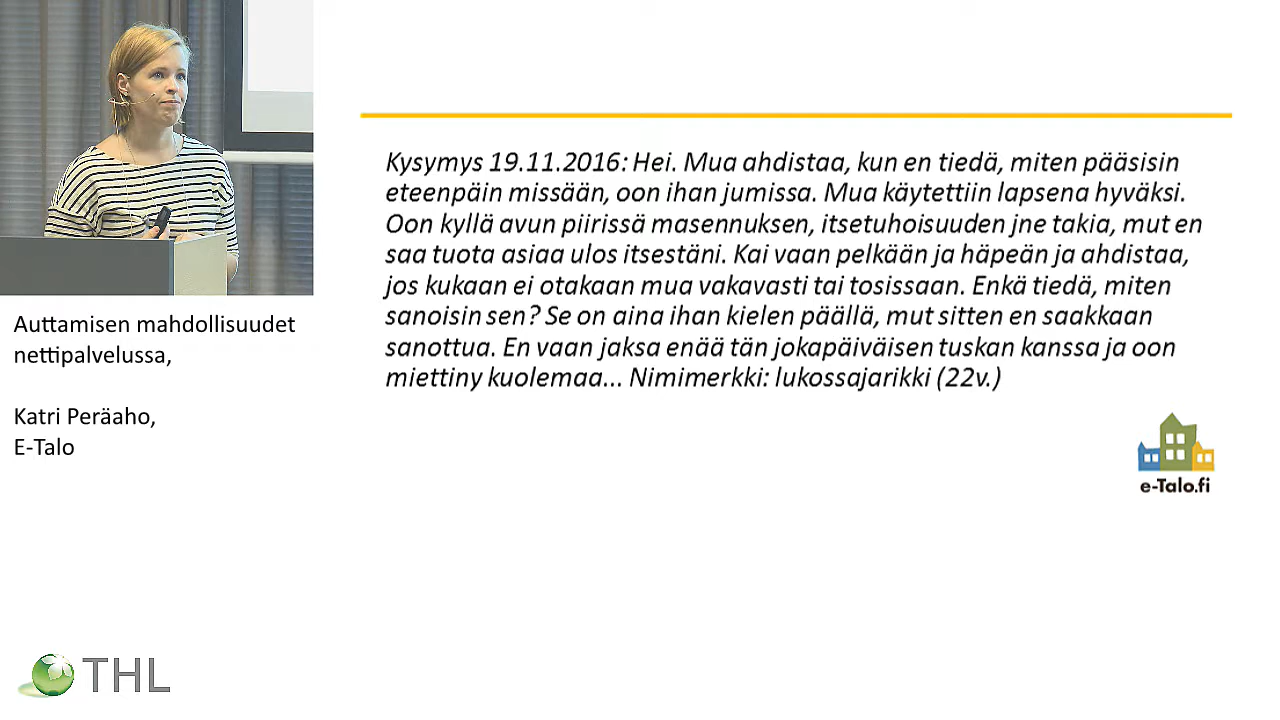 Kysymys 19.11.2016: Hei. Mua ahdistaa, kun en tiedä, miten pääsisin
eteenpäin missään, oon ihan jumissa. Mua käytettiin lapsena hyväksi.
Oon kyllä avun piirissä masennuksen, itsetuhoisuuden jne takia, mut en
saa tuota asiaa ulos itsestäni. Kai vaan pelkään ja häpeän ja ahdistaa,
jos kukaan ei otakaan mua vakavasti tai tosissaan. Enkä tiedä, miten
sanoisin sen? Se on aina ihan kielen päällä, mut sitten en saakkaan
sanottua. En vaan jaksa enää tän jokapäiväisen tuskan kanssa ja oon
miettiny kuolemaa... Nimimerkki: lukossajarikki (22v.)
e-Talo.fi
Auttamisen mahdollisuudet
nettipalvelussa,
Katri Peräaho,
E-Talo
THL